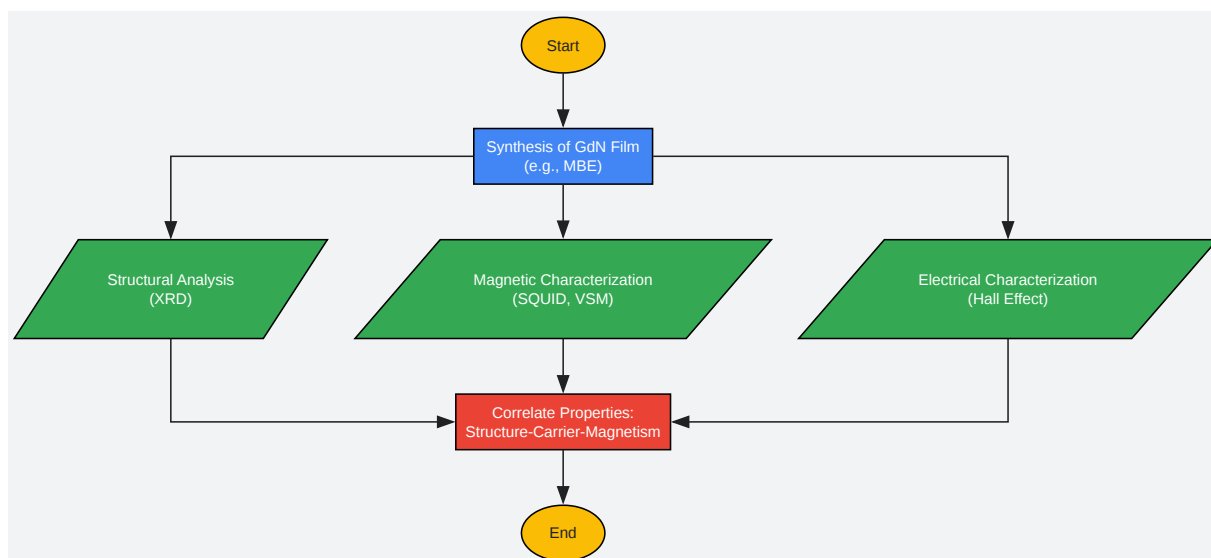 Start
Synthesis of GdN Film
(e.g., MBE)
Structural Analysis
(XRD)
Magnetic Characterization
(SQUID, VSM)
Electrical Characterization
(Hall Effect)
Correlate Properties:
Structure-Carrier-Magnetism
End